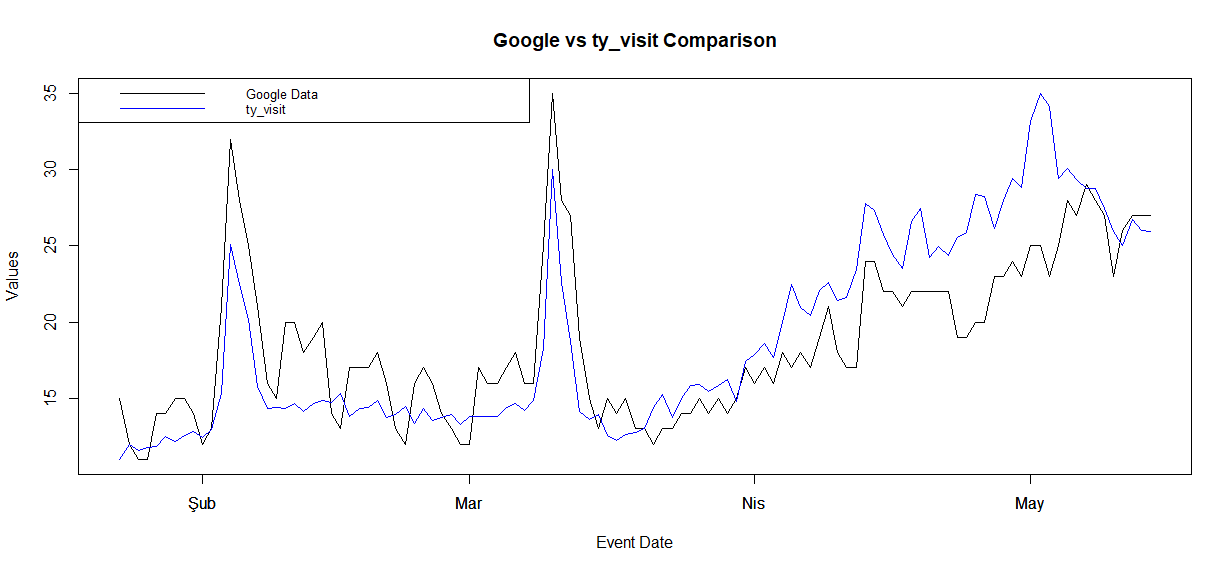 Google vs ty_visit Comparison
Google Data
ty_visit
35
30
25
20
15
Values
Şub Mar Nis May
Event Date